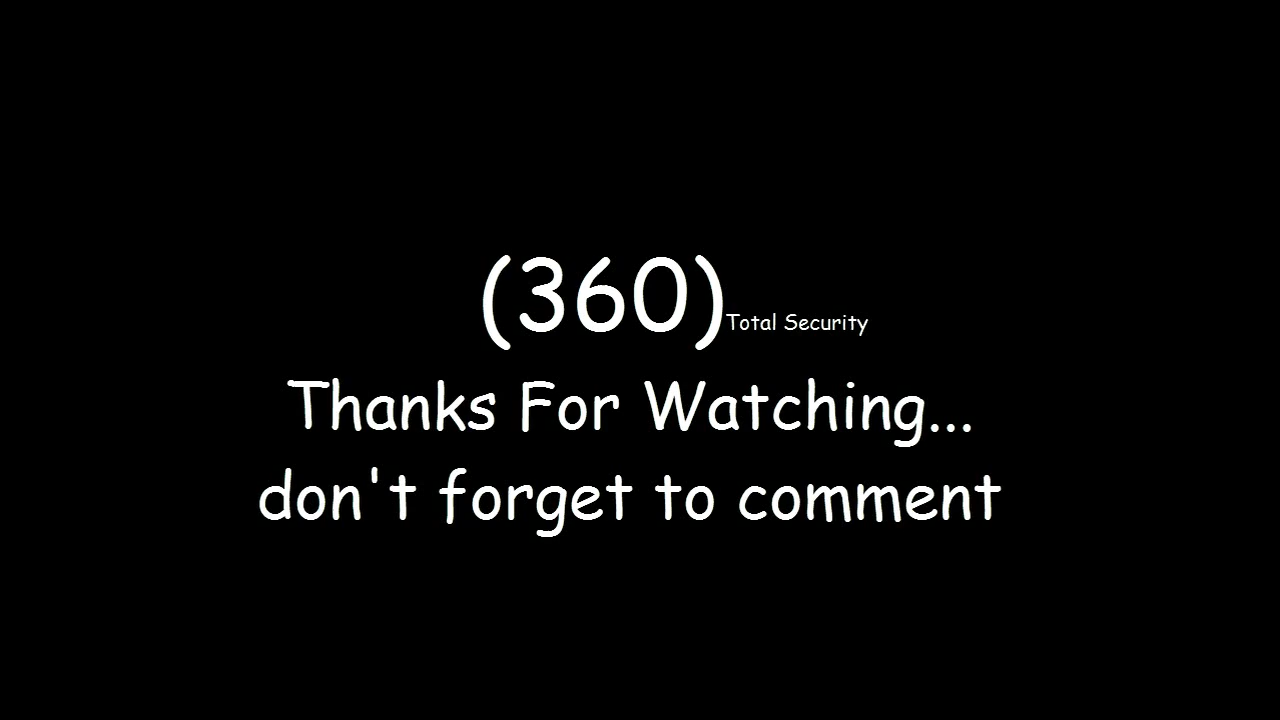 (360)Total Security
Thanks For Watching...
don't forget to comment